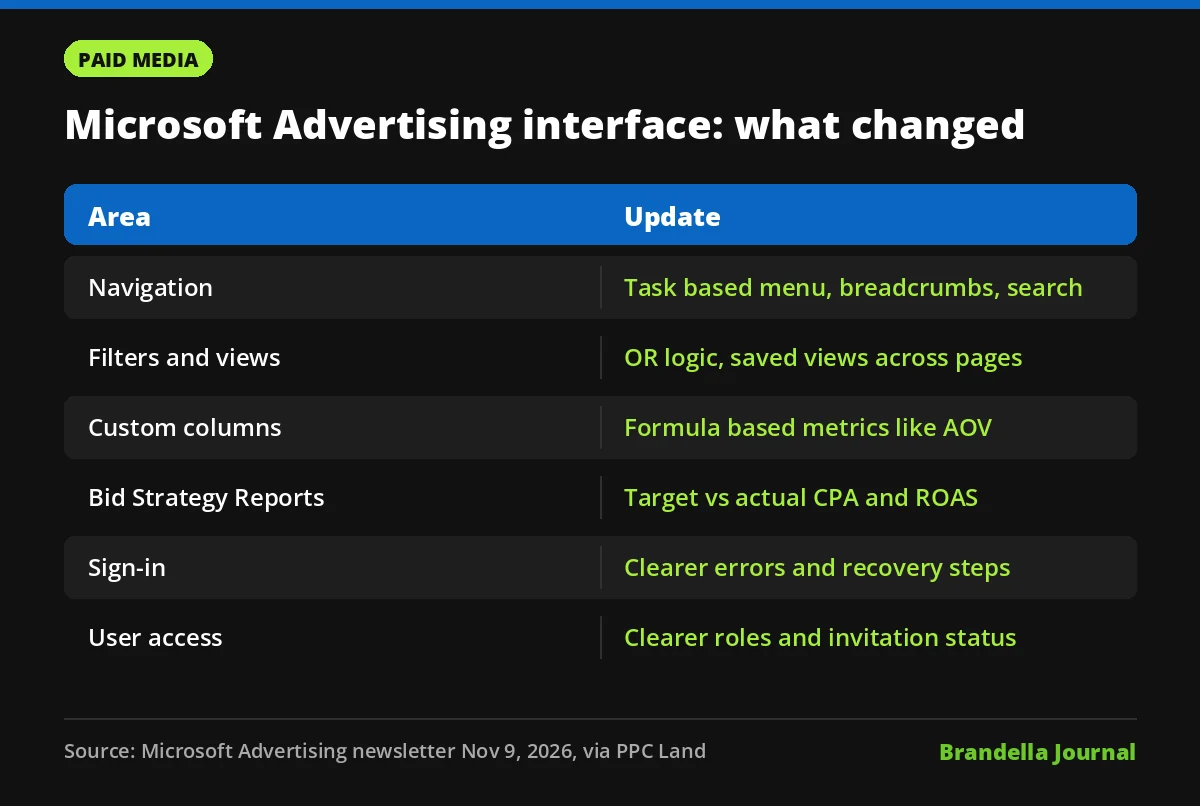 PAID MEDIA
Microsoft Advertising interface: what changed
Area Update
Navigation Task based menu, breadcrumbs, search
Filters and views OR logic, saved views across pages
Custom columns Formula based metrics like AOV
Bid Strategy Reports Target vs actual CPA and ROAS
Sign-in Clearer errors and recovery steps
User access Clearer roles and invitation status
Source: Microsoft Advertising newsletter Nov 9, 2026, via PPC Land Brandella Journal